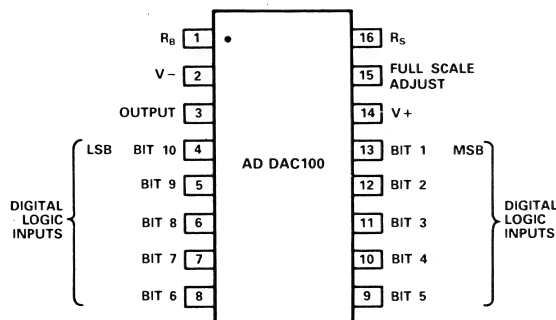 R_B 1
V− 2
OUTPUT 3
LSB BIT 10 4
BIT 9 5
BIT 8 6
BIT 7 7
BIT 6 8
DIGITAL
LOGIC
INPUTS
AD DAC100
16 R_S
15 FULL SCALE
ADJUST
14 V+
13 BIT 1 MSB
12 BIT 2
11 BIT 3
10 BIT 4
9 BIT 5
DIGITAL
LOGIC
INPUTS